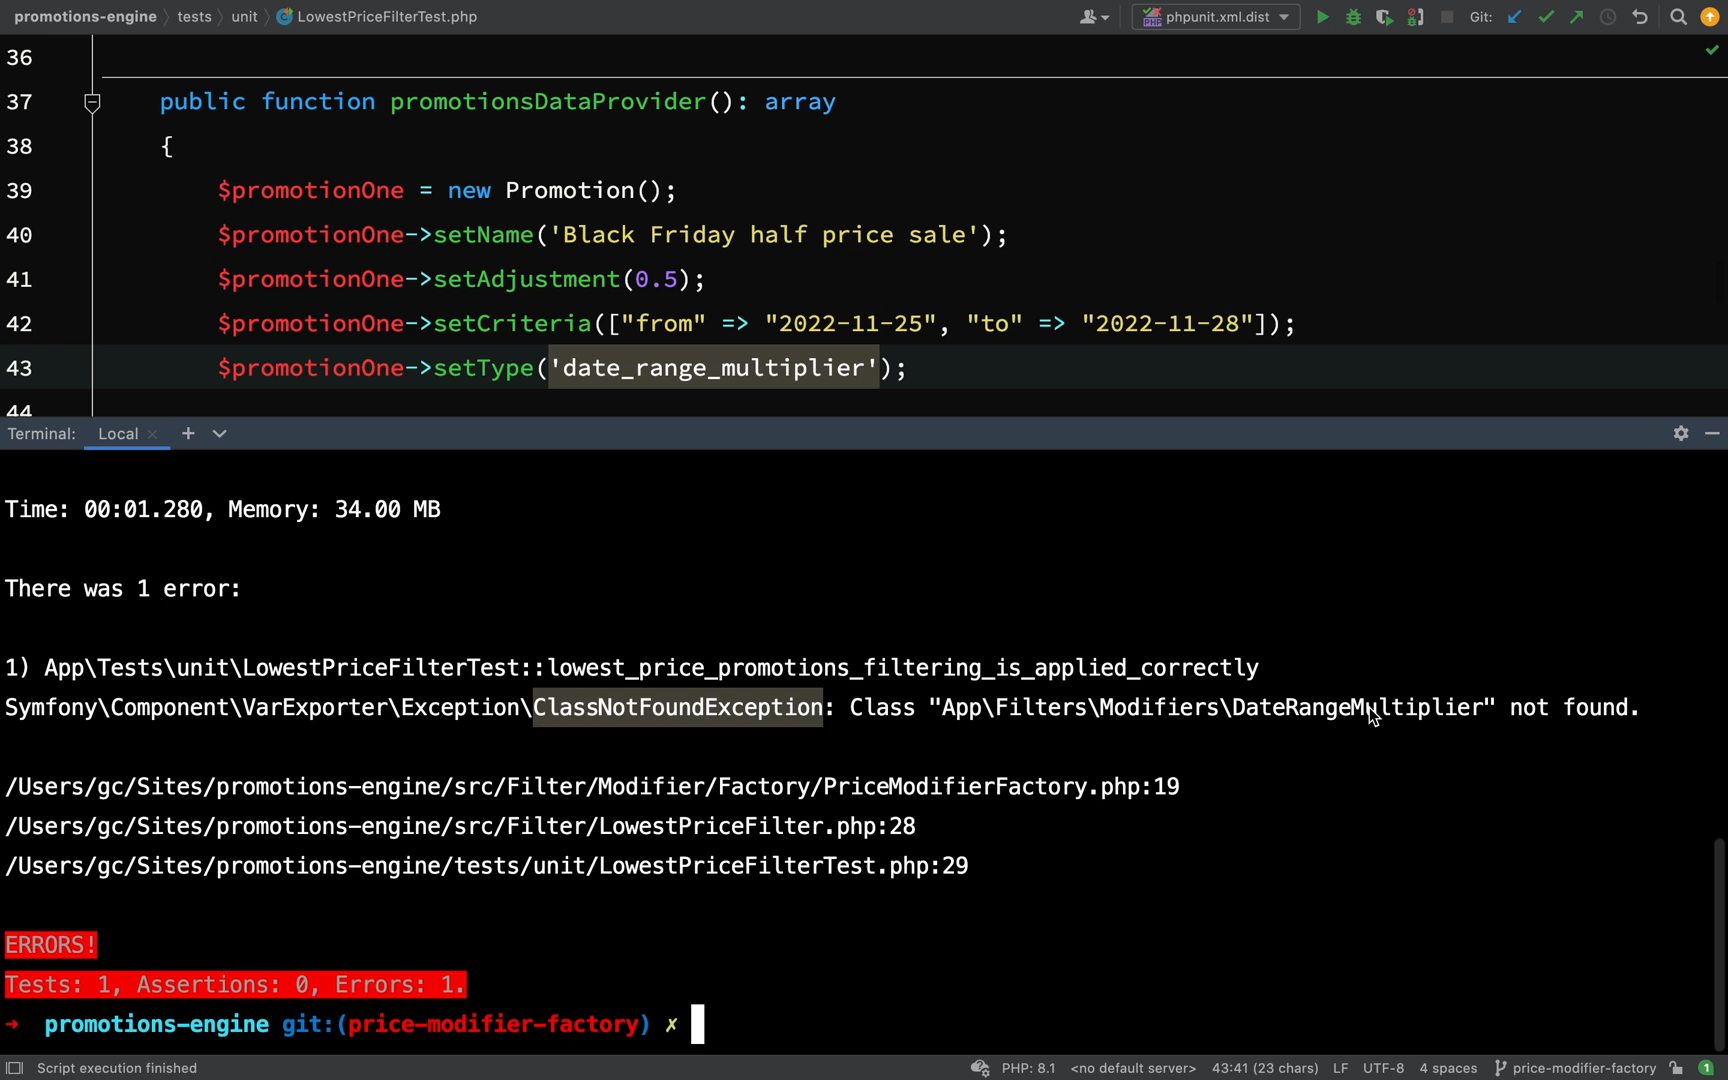 promotions-engine tests unit LowestPriceFilterTest.php phpunit.xml.dist Git:
36
37 public function promotionsDataProvider(): array
38 {
39 $promotionOne = new Promotion();
40 $promotionOne->setName('Black Friday half price sale');
41 $promotionOne->setAdjustment(0.5);
42 $promotionOne->setCriteria(["from" => "2022-11-25", "to" => "2022-11-28"]);
43 $promotionOne->setType('date_range_multiplier');
44
Terminal: Local × +
Time: 00:01.280, Memory: 34.00 MB
There was 1 error:
1) App\Tests\unit\LowestPriceFilterTest::lowest_price_promotions_filtering_is_applied_correctly
Symfony\Component\VarExporter\Exception\ClassNotFoundException: Class "App\Filters\Modifiers\DateRangeMultiplier" not found.
/Users/gc/Sites/promotions-engine/src/Filter/Modifier/Factory/PriceModifierFactory.php:19
/Users/gc/Sites/promotions-engine/src/Filter/LowestPriceFilter.php:28
/Users/gc/Sites/promotions-engine/tests/unit/LowestPriceFilterTest.php:29
ERRORS!
Tests: 1, Assertions: 0, Errors: 1.
➜ promotions-engine git:(price-modifier-factory) ✗
Script execution finished PHP: 8.1 <no default server> 43:41 (23 chars) LF UTF-8 4 spaces price-modifier-factory 1